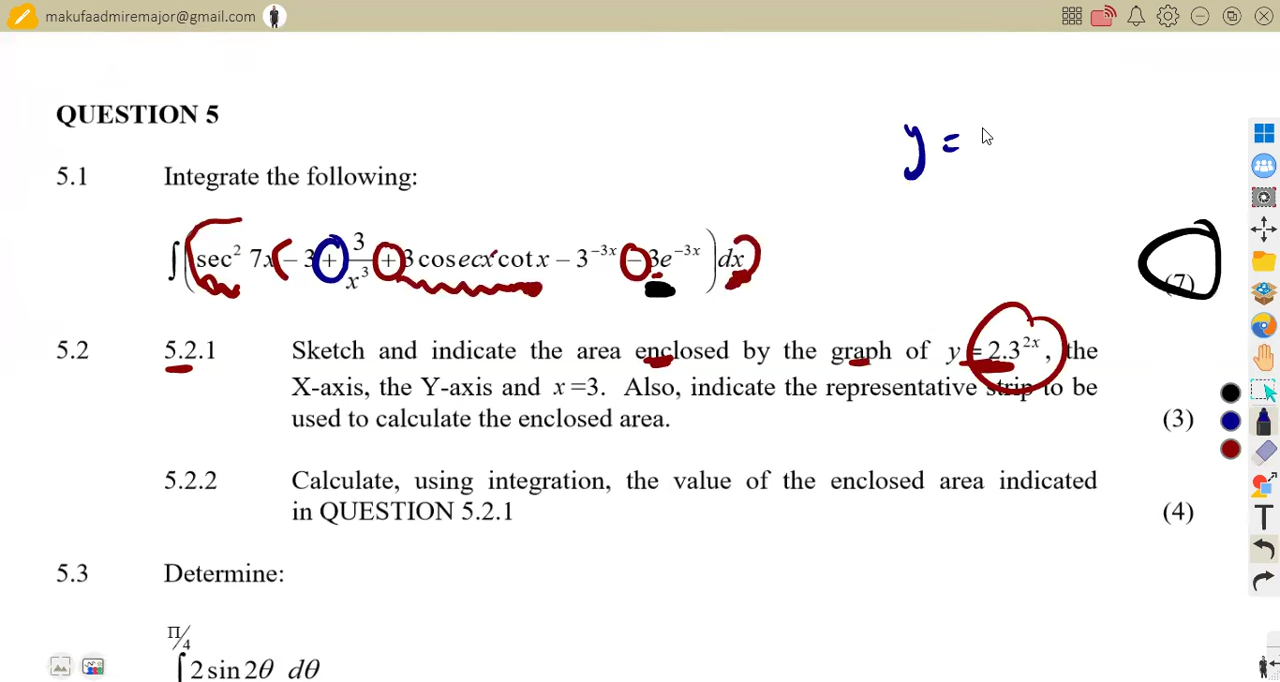 makufaadmiremajor@gmail.com
QUESTION 5
y =
5.1 Integrate the following:
∫(sec² 7x − 3 + 3/x³ + 3 cosecx cot x − 3^{−3x} − 3e^{−3x})dx
(7)
5.2 5.2.1 Sketch and indicate the area enclosed by the graph of y = 2.3^{2x}, the
X-axis, the Y-axis and x =3. Also, indicate the representative strip to be
used to calculate the enclosed area. (3)
5.2.2 Calculate, using integration, the value of the enclosed area indicated
in QUESTION 5.2.1 (4)
5.3 Determine:
Π/4
∫ 2 sin 2θ dθ
T